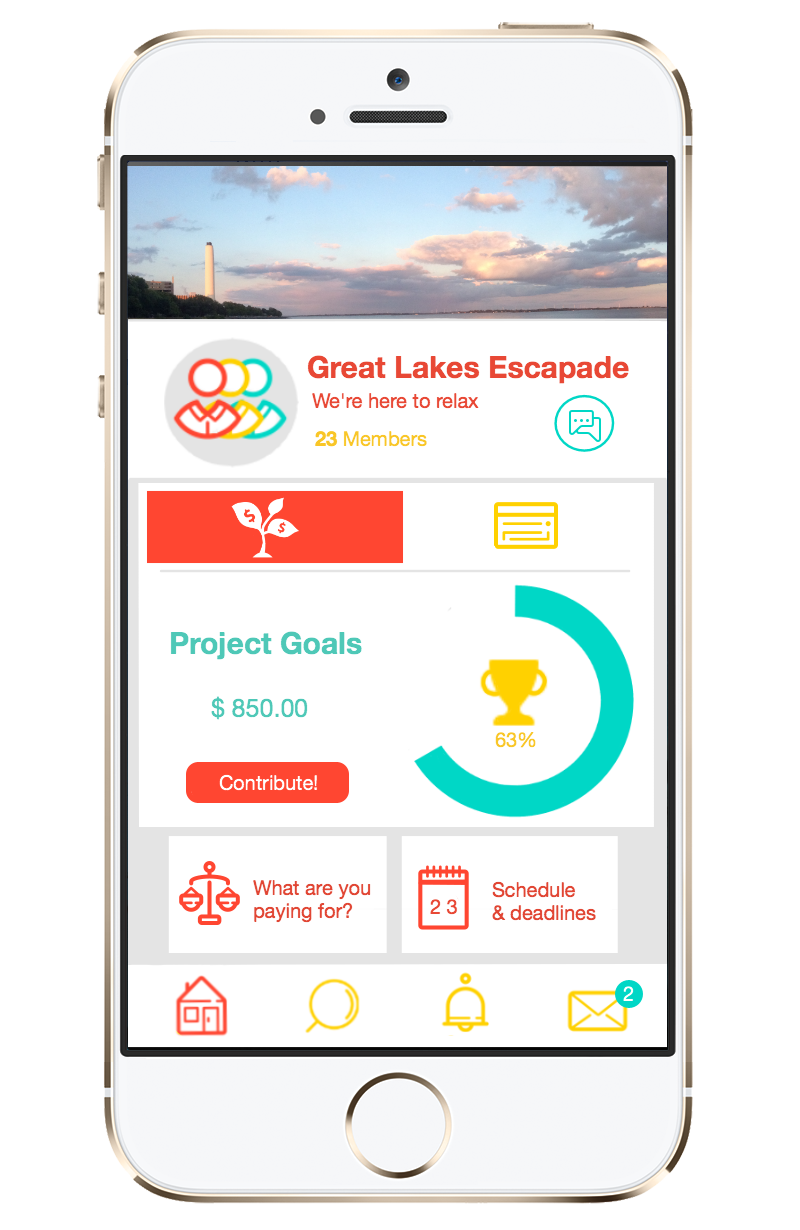 Great Lakes Escapade
We're here to relax
23 Members
$ $
Project Goals
$ 850.00
63%
Contribute!
What are you
paying for?
2 3
Schedule
& deadlines
2